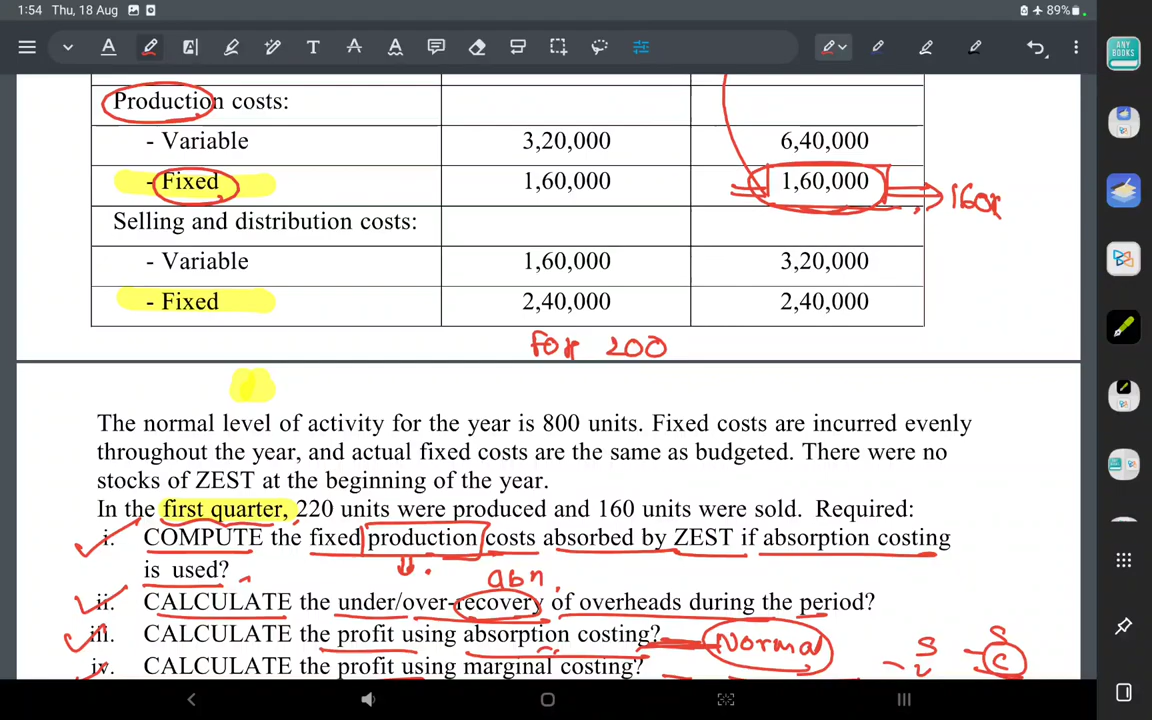 1:54 Thu, 18 Aug 89%
Production costs:
- Variable 3,20,000 6,40,000
- Fixed 1,60,000 1,60,000
Selling and distribution costs:
- Variable 1,60,000 3,20,000
- Fixed 2,40,000 2,40,000
For 200
The normal level of activity for the year is 800 units. Fixed costs are incurred evenly
throughout the year, and actual fixed costs are the same as budgeted. There were no
stocks of ZEST at the beginning of the year.
In the first quarter, 220 units were produced and 160 units were sold. Required:
i. COMPUTE the fixed production costs absorbed by ZEST if absorption costing
is used?
abn.
ii. CALCULATE the under/over-recovery of overheads during the period?
iii. CALCULATE the profit using absorption costing?
Normal
iv. CALCULATE the profit using marginal costing?
S
V
S
C
ANY
BOOKS